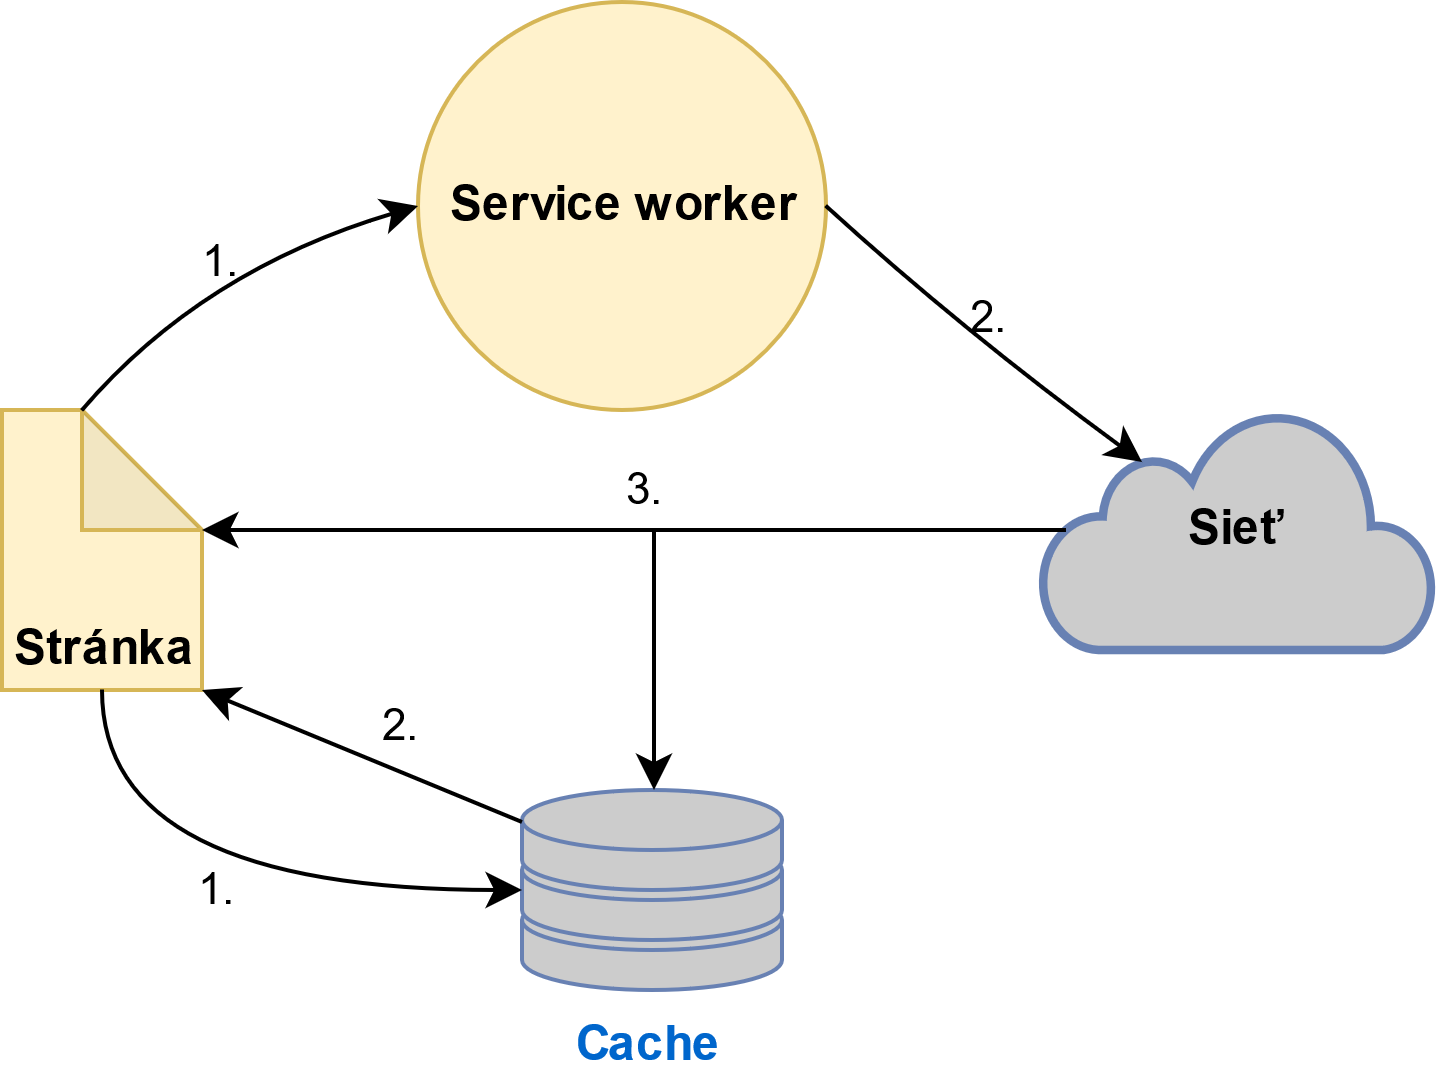 Service worker
1.
2.
3.
Sieť
Stránka
2.
1.
Cache